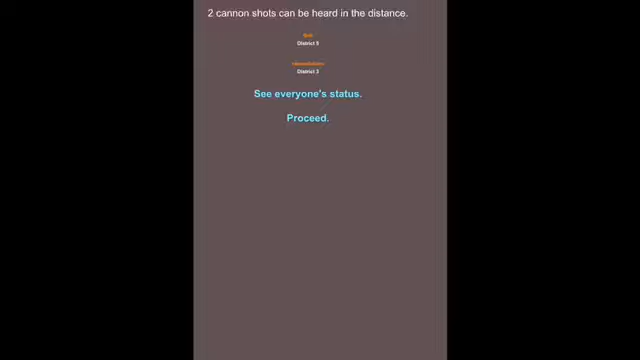 2 cannon shots can be heard in the distance.
District 5
District 3
See everyone's status.
Proceed.